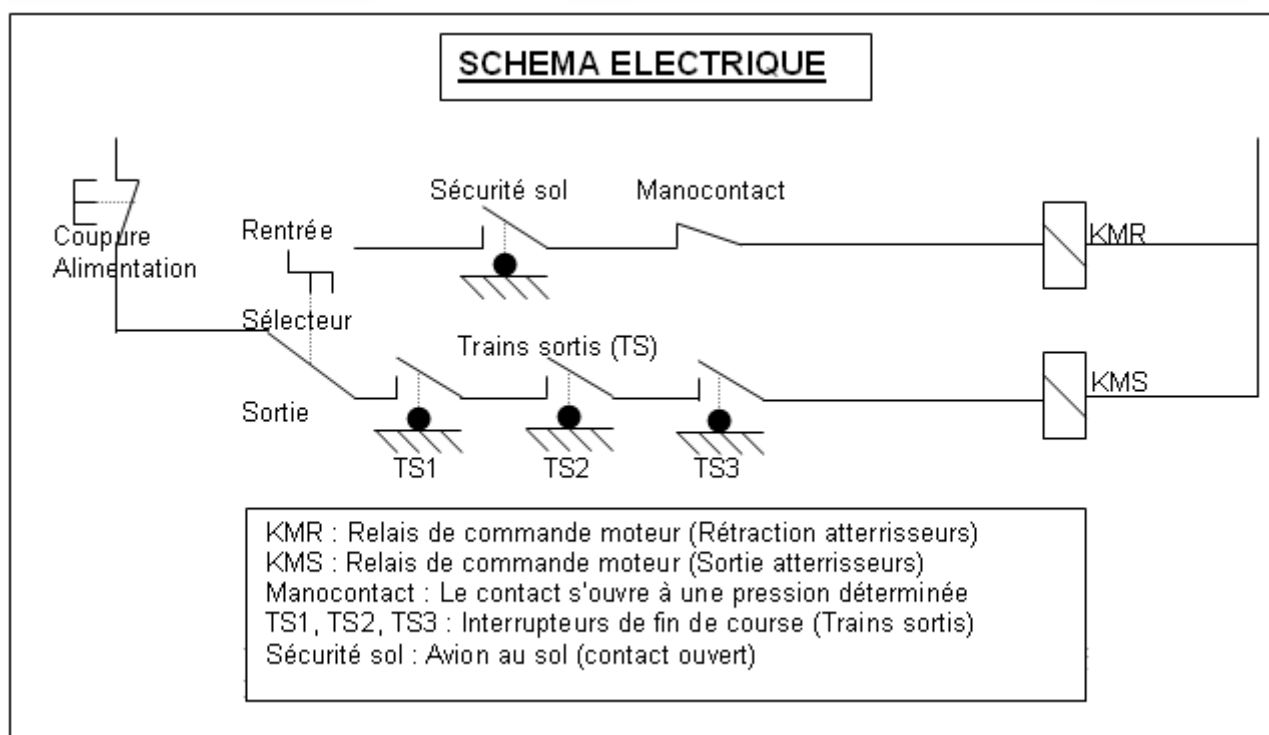 SCHEMA ELECTRIQUE
Sécurité sol
Manocontact
Coupure
Alimentation
Rentrée
KMR
Sélecteur
Trains sortis (TS)
KMS
Sortie
TS1
TS2
TS3
KMR : Relais de commande moteur (Rétraction atterrisseurs)
KMS : Relais de commande moteur (Sortie atterrisseurs)
Manocontact : Le contact s'ouvre à une pression déterminée
TS1, TS2, TS3 : Interrupteurs de fin de course (Trains sortis)
Sécurité sol : Avion au sol (contact ouvert)